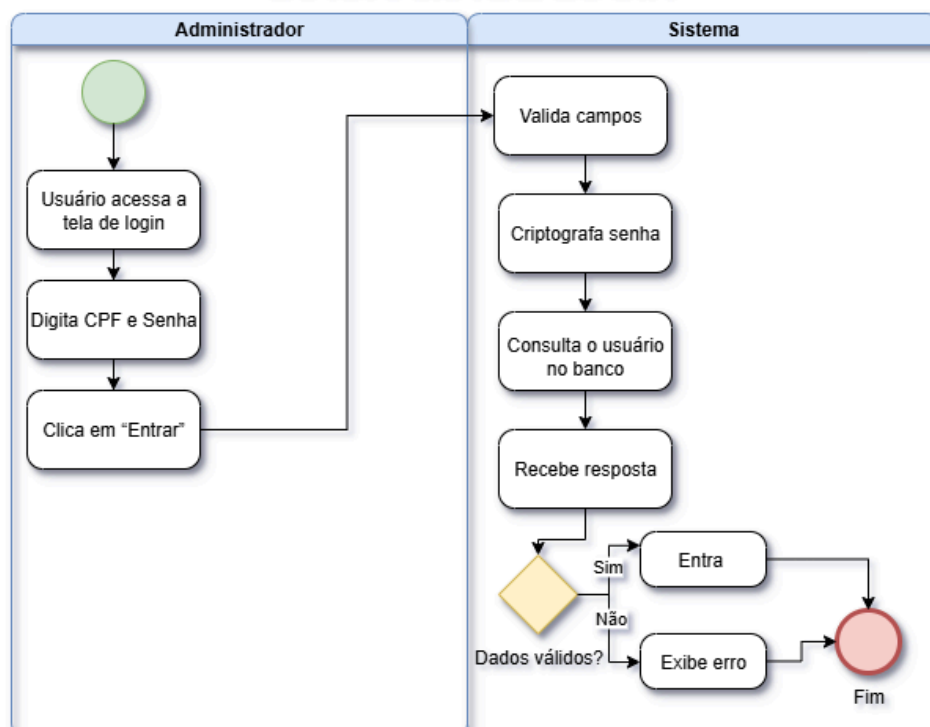 Administrador
Sistema
Usuário acessa a
tela de login
Digita CPF e Senha
Clica em “Entrar”
Valida campos
Criptografa senha
Consulta o usuário
no banco
Recebe resposta
Dados válidos?
Sim
Não
Entra
Exibe erro
Fim